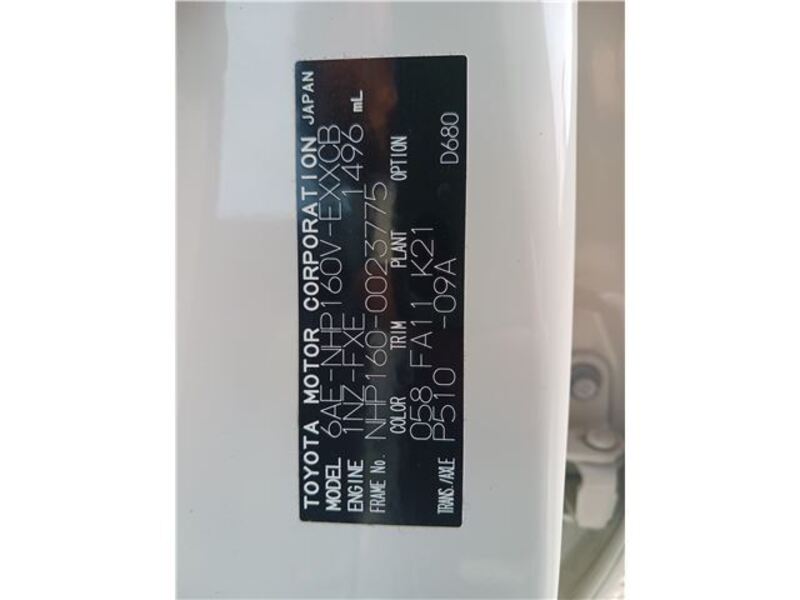 TOYOTA MOTOR CORPORATION JAPAN
MODEL 6AE-NHP160V-EXXCB
ENGINE 1NZ-FXE 1496 mL
FRAME No. NHP160-0023775
COLOR TRIM PLANT OPTION
058 FA11 K21
TRANS./AXLE P510 -09A D680